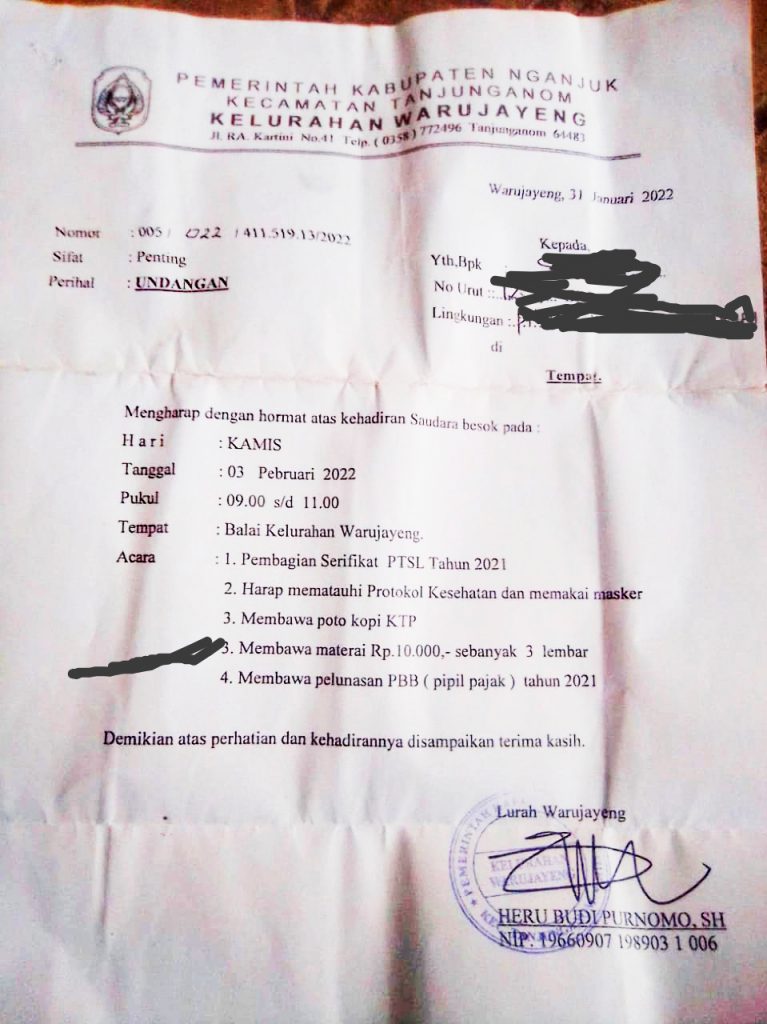 PEMERINTAH KABUPATEN NGANJUK
KECAMATAN TANJUNGANOM
KELURAHAN WARUJAYENG
Jl. RA. Kartini No.41 Telp. ( 0358 ) 772496 Tanjunganom 64483
Warujayeng, 31 Januari 2022
Nomor : 005 / 022 / 411.519.13/2022
Sifat : Penting
Perihal : UNDANGAN
Kepada.
Yth,Bpk
No Urut :
Lingkungan :
di
Tempat.
Mengharap dengan hormat atas kehadiran Saudara besok pada :
H a r i : KAMIS
Tanggal : 03 Pebruari 2022
Pukul : 09.00 s/d 11.00
Tempat : Balai Kelurahan Warujayeng.
Acara : 1. Pembagian Serifikat PTSL Tahun 2021
2. Harap mematauhi Protokol Kesehatan dan memakai masker
3. Membawa poto kopi KTP
3. Membawa materai Rp.10.000,- sebanyak 3 lembar
4. Membawa pelunasan PBB ( pipil pajak ) tahun 2021
Demikian atas perhatian dan kehadirannya disampaikan terima kasih.
Lurah Warujayeng
KELURAHAN
WARUJAYENG
HERU BUDI PURNOMO, SH
NIP. 19660907 198903 1 006